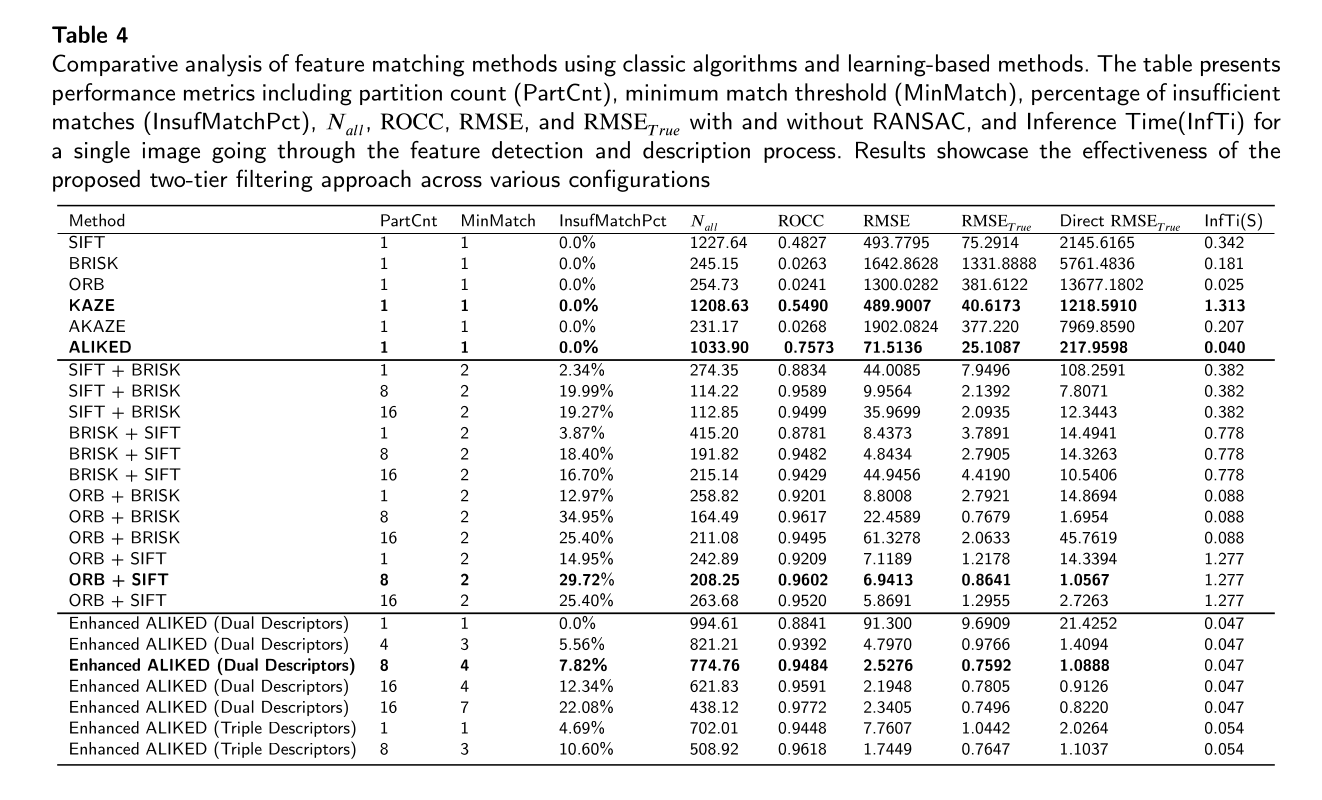 Table 4
Comparative analysis of feature matching methods using classic algorithms and learning-based methods. The table presents
performance metrics including partition count (PartCnt), minimum match threshold (MinMatch), percentage of insufficient
matches (InsufMatchPct), N_all, ROCC, RMSE, and RMSE_True with and without RANSAC, and Inference Time(InfTi) for
a single image going through the feature detection and description process. Results showcase the effectiveness of the
proposed two-tier filtering approach across various configurations
Method PartCnt MinMatch InsufMatchPct N_all ROCC RMSE RMSE_True Direct RMSE_True InfTi(S)
SIFT 1 1 0.0% 1227.64 0.4827 493.7795 75.2914 2145.6165 0.342
BRISK 1 1 0.0% 245.15 0.0263 1642.8628 1331.8888 5761.4836 0.181
ORB 1 1 0.0% 254.73 0.0241 1300.0282 381.6122 13677.1802 0.025
KAZE 1 1 0.0% 1208.63 0.5490 489.9007 40.6173 1218.5910 1.313
AKAZE 1 1 0.0% 231.17 0.0268 1902.0824 377.220 7969.8590 0.207
ALIKED 1 1 0.0% 1033.90 0.7573 71.5136 25.1087 217.9598 0.040
SIFT + BRISK 1 2 2.34% 274.35 0.8834 44.0085 7.9496 108.2591 0.382
SIFT + BRISK 8 2 19.99% 114.22 0.9589 9.9564 2.1392 7.8071 0.382
SIFT + BRISK 16 2 19.27% 112.85 0.9499 35.9699 2.0935 12.3443 0.382
BRISK + SIFT 1 2 3.87% 415.20 0.8781 8.4373 3.7891 14.4941 0.778
BRISK + SIFT 8 2 18.40% 191.82 0.9482 4.8434 2.7905 14.3263 0.778
BRISK + SIFT 16 2 16.70% 215.14 0.9429 44.9456 4.4190 10.5406 0.778
ORB + BRISK 1 2 12.97% 258.82 0.9201 8.8008 2.7921 14.8694 0.088
ORB + BRISK 8 2 34.95% 164.49 0.9617 22.4589 0.7679 1.6954 0.088
ORB + BRISK 16 2 25.40% 211.08 0.9495 61.3278 2.0633 45.7619 0.088
ORB + SIFT 1 2 14.95% 242.89 0.9209 7.1189 1.2178 14.3394 1.277
ORB + SIFT 8 2 29.72% 208.25 0.9602 6.9413 0.8641 1.0567 1.277
ORB + SIFT 16 2 25.40% 263.68 0.9520 5.8691 1.2955 2.7263 1.277
Enhanced ALIKED (Dual Descriptors) 1 1 0.0% 994.61 0.8841 91.300 9.6909 21.4252 0.047
Enhanced ALIKED (Dual Descriptors) 4 3 5.56% 821.21 0.9392 4.7970 0.9766 1.4094 0.047
Enhanced ALIKED (Dual Descriptors) 8 4 7.82% 774.76 0.9484 2.5276 0.7592 1.0888 0.047
Enhanced ALIKED (Dual Descriptors) 16 4 12.34% 621.83 0.9591 2.1948 0.7805 0.9126 0.047
Enhanced ALIKED (Dual Descriptors) 16 7 22.08% 438.12 0.9772 2.3405 0.7496 0.8220 0.047
Enhanced ALIKED (Triple Descriptors) 1 1 4.69% 702.01 0.9448 7.7607 1.0442 2.0264 0.054
Enhanced ALIKED (Triple Descriptors) 8 3 10.60% 508.92 0.9618 1.7449 0.7647 1.1037 0.054